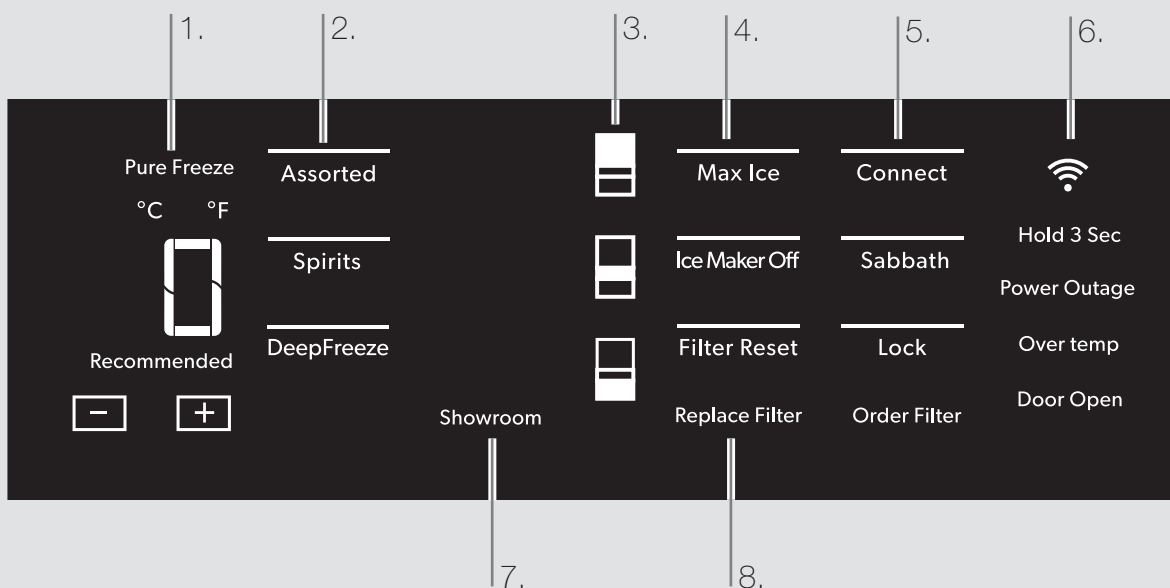 1.
2.
3.
4.
5.
6.
Pure Freeze
°C °F
0
Recommended
- +
Assorted
Spirits
DeepFreeze
Showroom
Max Ice
Ice Maker Off
Filter Reset
Replace Filter
Connect
Sabbath
Lock
Order Filter
Hold 3 Sec
Power Outage
Over temp
Door Open
7.
8.